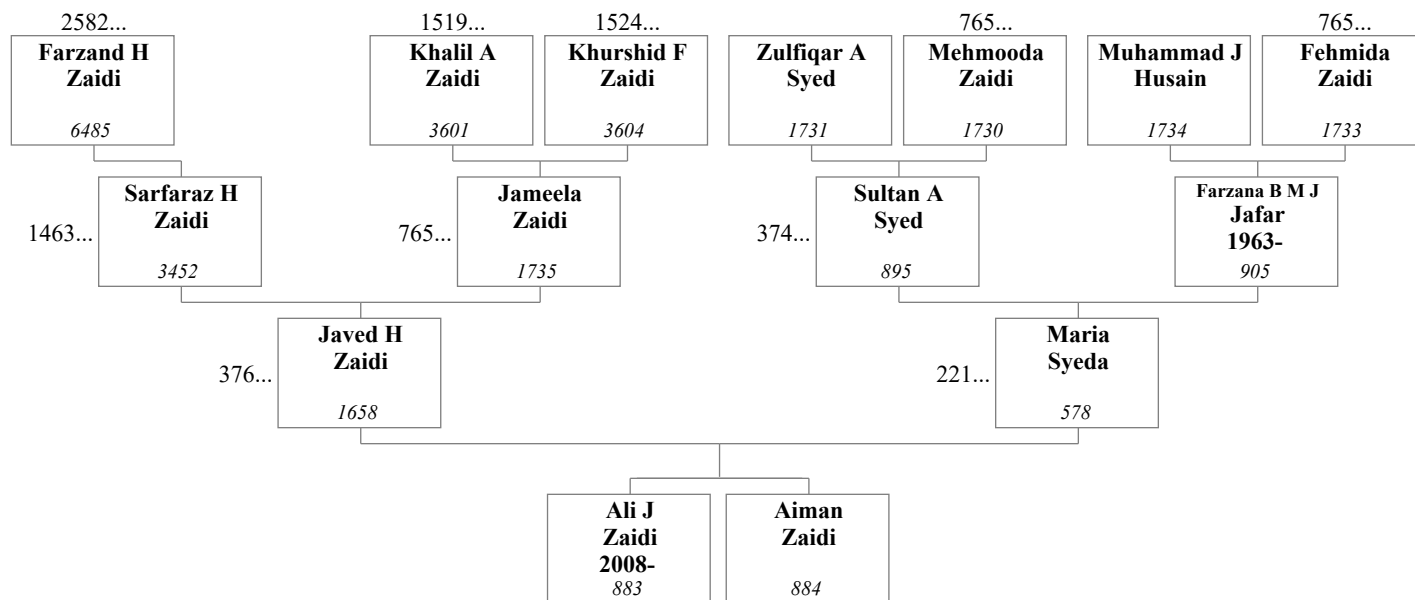 2582...
1519...
1524...
765...
765...
Farzand H
Zaidi
6485
Khalil A
Zaidi
3601
Khurshid F
Zaidi
3604
Zulfiqar A
Syed
1731
Mehmooda
Zaidi
1730
Muhammad J
Husain
1734
Fehmida
Zaidi
1733
1463...
Sarfaraz H
Zaidi
3452
765...
Jameela
Zaidi
1735
374...
Sultan A
Syed
895
Farzana B M J
Jafar
1963-
905
376...
Javed H
Zaidi
1658
221...
Maria
Syeda
578
Ali J
Zaidi
2008-
883
Aiman
Zaidi
884